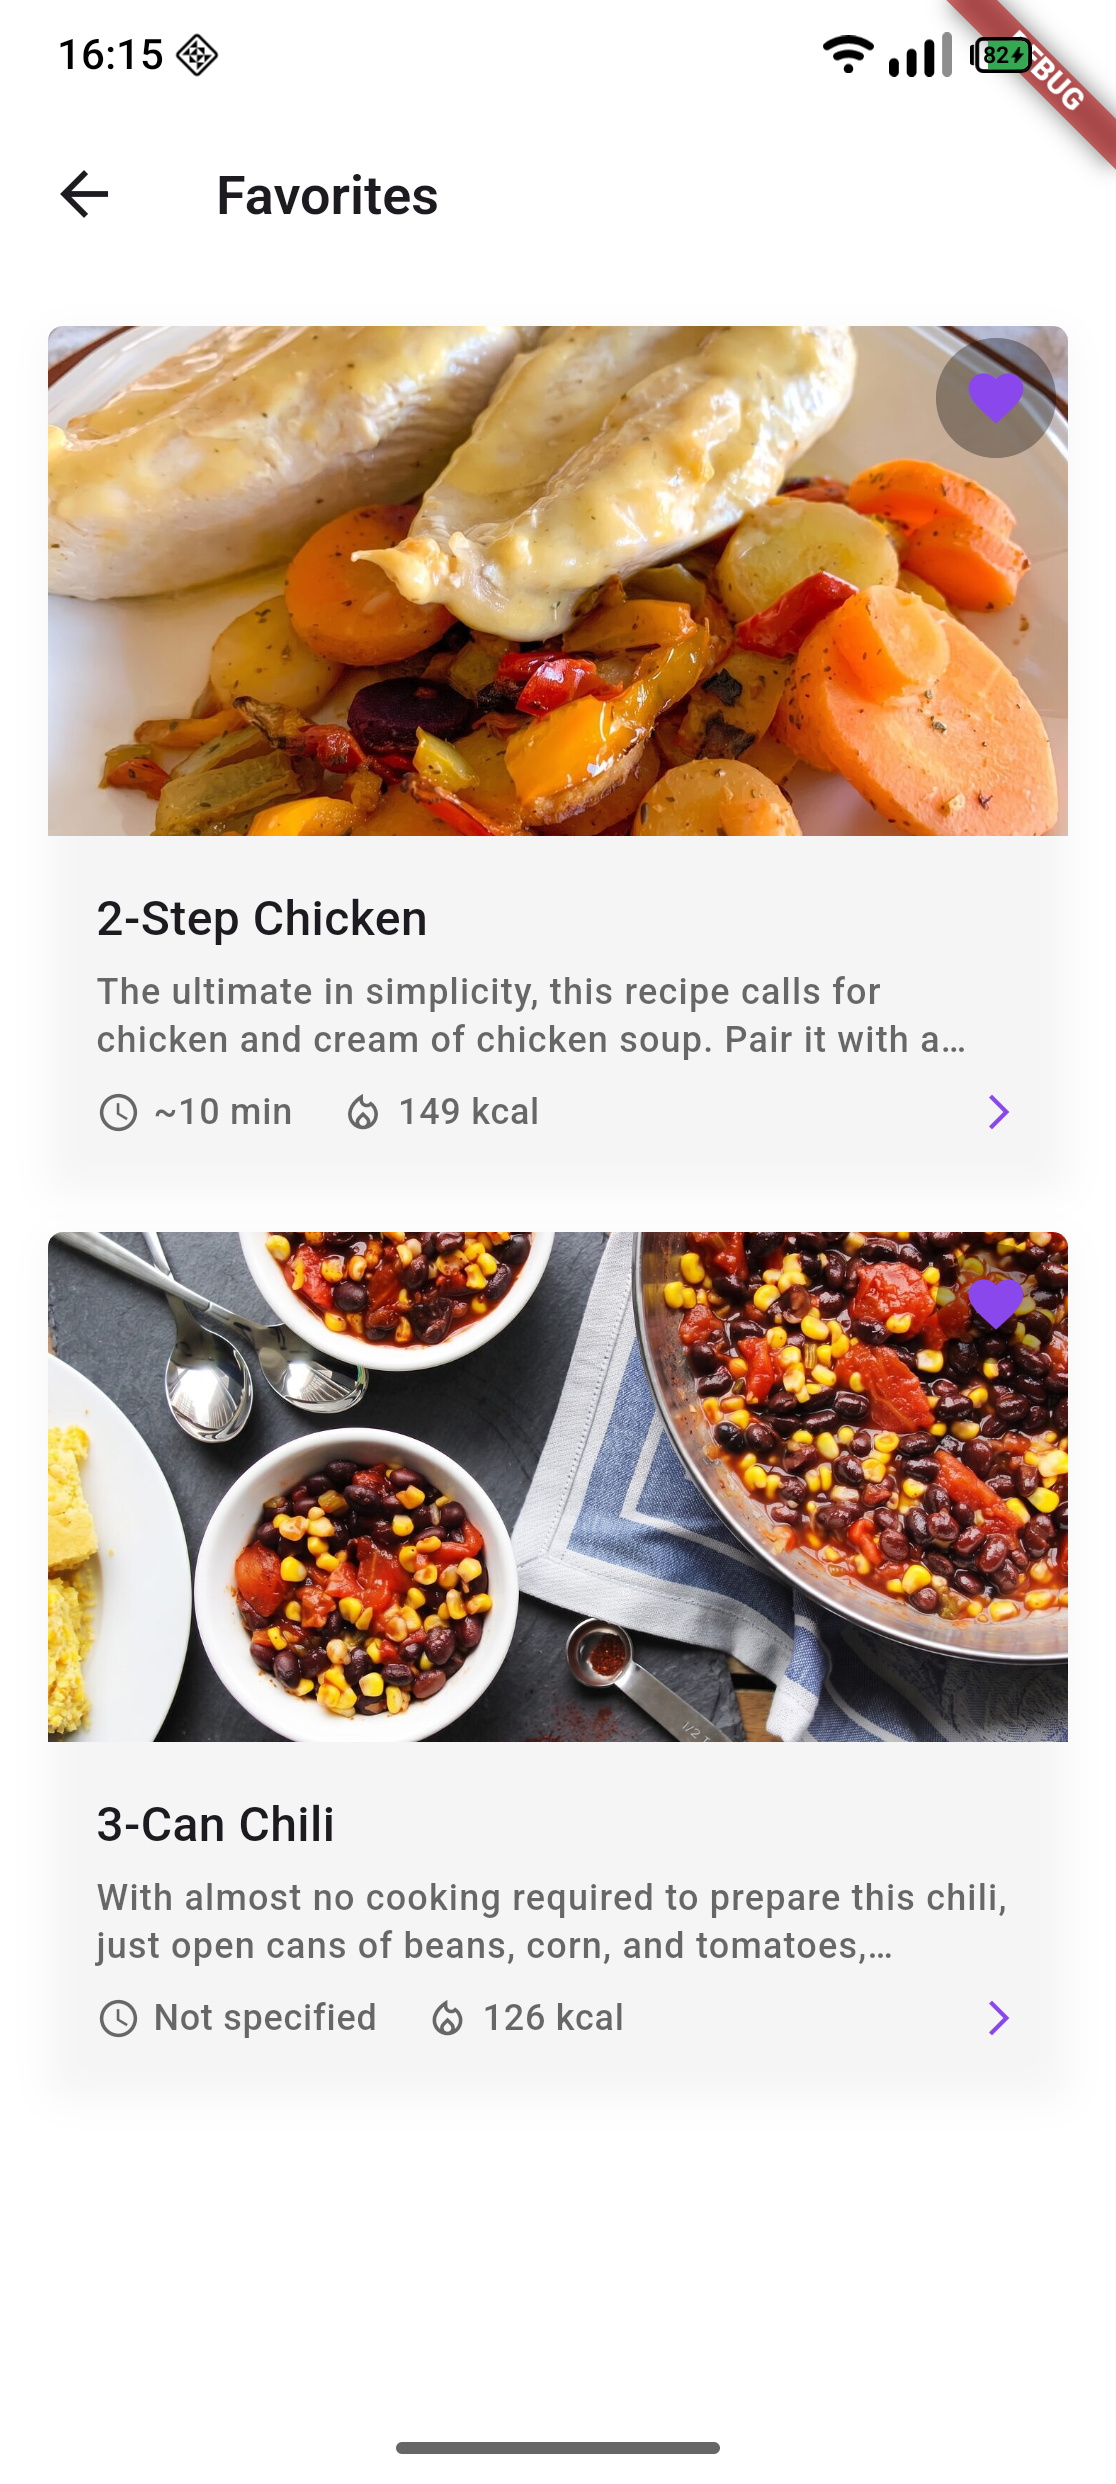 16:15
82
DEBUG
Favorites
2-Step Chicken
The ultimate in simplicity, this recipe calls for
chicken and cream of chicken soup. Pair it with a…
~10 min 149 kcal
3-Can Chili
With almost no cooking required to prepare this chili,
just open cans of beans, corn, and tomatoes,…
Not specified 126 kcal